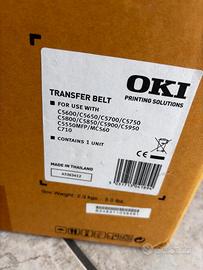 OKI
PRINTING SOLUTIONS
TRANSFER BELT
FOR USE WITH
C5600/C5650/C5700/C5750
C5800/C5850/C5900/C5950
C5550MFP/MC560
C710
CONTAINS 1 UNIT
MADE IN THAILAND
43363412